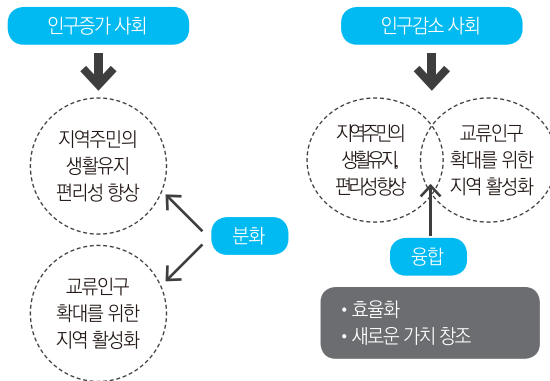 인구증가 사회
지역주민의
생활유지
편리성 향상
분화
교류인구
확대를 위한
지역 활성화
인구감소 사회
지역주민의
생활유지,
편리성향상
교류인구
확대를 위한
지역 활성화
융합
• 효율화
• 새로운 가치 창조